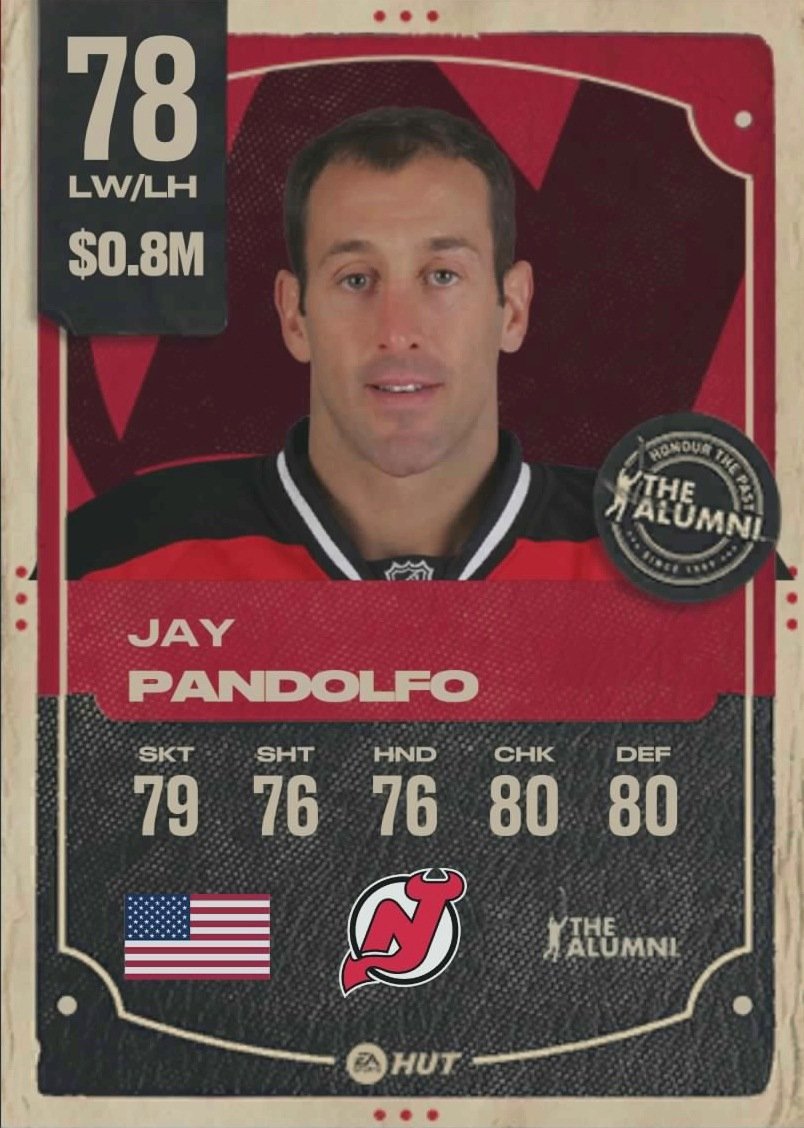 78
LW/LH
$0.8M
HONOUR THE PAST
THE
ALUMNI
JAY
PANDOLFO
SKT SHT HND CHK DEF
79 76 76 80 80
THE
ALUMNI
EA
HUT